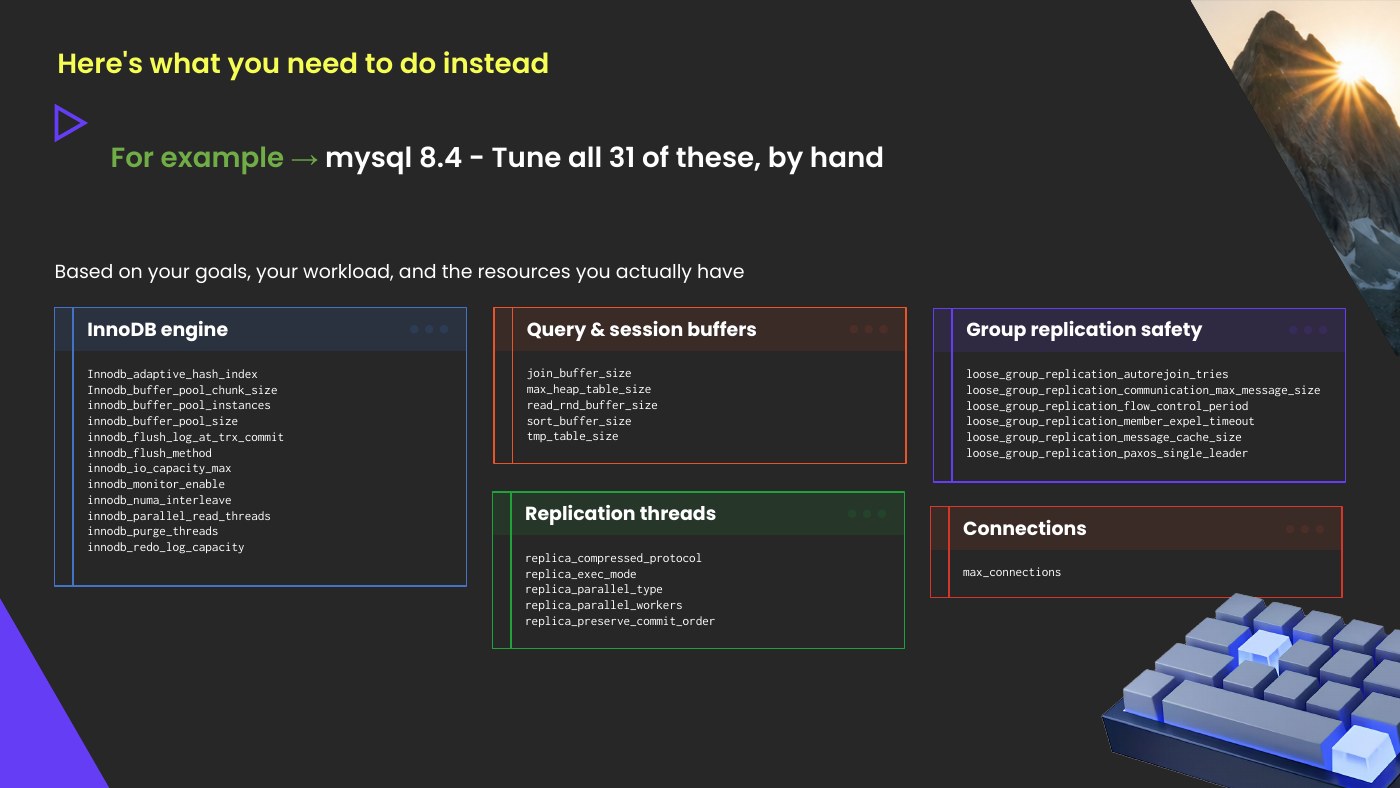 Here's what you need to do instead
For example → mysql 8.4 - Tune all 31 of these, by hand
Based on your goals, your workload, and the resources you actually have
InnoDB engine
Innodb_adaptive_hash_index
Innodb_buffer_pool_chunk_size
innodb_buffer_pool_instances
innodb_buffer_pool_size
innodb_flush_log_at_trx_commit
innodb_flush_method
innodb_io_capacity_max
innodb_monitor_enable
innodb_numa_interleave
innodb_parallel_read_threads
innodb_purge_threads
innodb_redo_log_capacity
Query & session buffers
join_buffer_size
max_heap_table_size
read_rnd_buffer_size
sort_buffer_size
tmp_table_size
Replication threads
replica_compressed_protocol
replica_exec_mode
replica_parallel_type
replica_parallel_workers
replica_preserve_commit_order
Group replication safety
loose_group_replication_autorejoin_tries
loose_group_replication_communication_max_message_size
loose_group_replication_flow_control_period
loose_group_replication_member_expel_timeout
loose_group_replication_message_cache_size
loose_group_replication_paxos_single_leader
Connections
max_connections